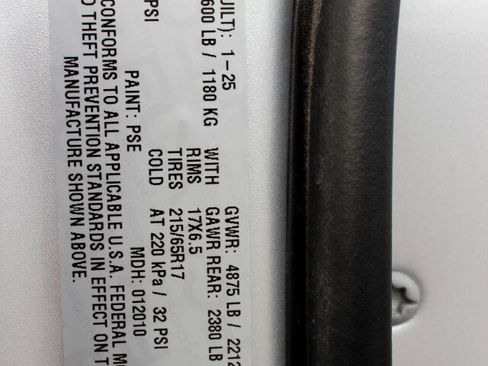 UILT): 1-25 GVWR: 4875 LB / 2212
600 LB / 1180 KG WITH GAWR REAR: 2380 LB
RIMS 17X6.5
TIRES 215/65R17
PSI COLD AT 220 kPa / 32 PSI
PAINT: PSE MDH: 012010
CONFORMS TO ALL APPLICABLE U.S.A. FEDERAL MO
THEFT PREVENTION STANDARDS IN EFFECT ON T
MANUFACTURE SHOWN ABOVE.